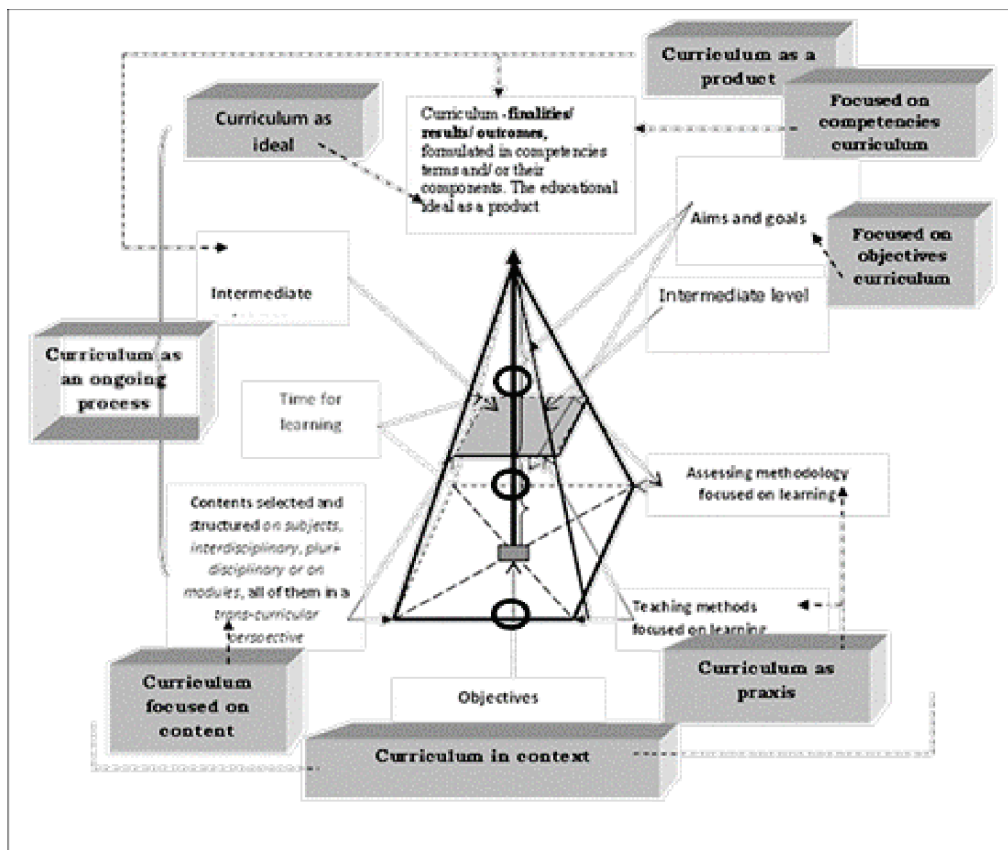 Curriculum as a
product
Curriculum as
ideal
Curriculum -finalities/
results/ outcomes,
formulated in competencies
terms and/ or their
components. The educational
ideal as a product
Focused on
competencies
curriculum
Aims and goals
Focused on
objectives
curriculum
Intermediate
Intermediate level
Curriculum as
an ongoing
process
Time for
learning
Assessing methodology
focused on learning
Contents selected and
structured on subjects,
interdisciplinary, pluri-
disciplinary or on
modules, all of them in a
trans-curricular
perspective
Teaching methods
focused on learning
Curriculum
focused on
content
Objectives
Curriculum as
praxis
Curriculum in context